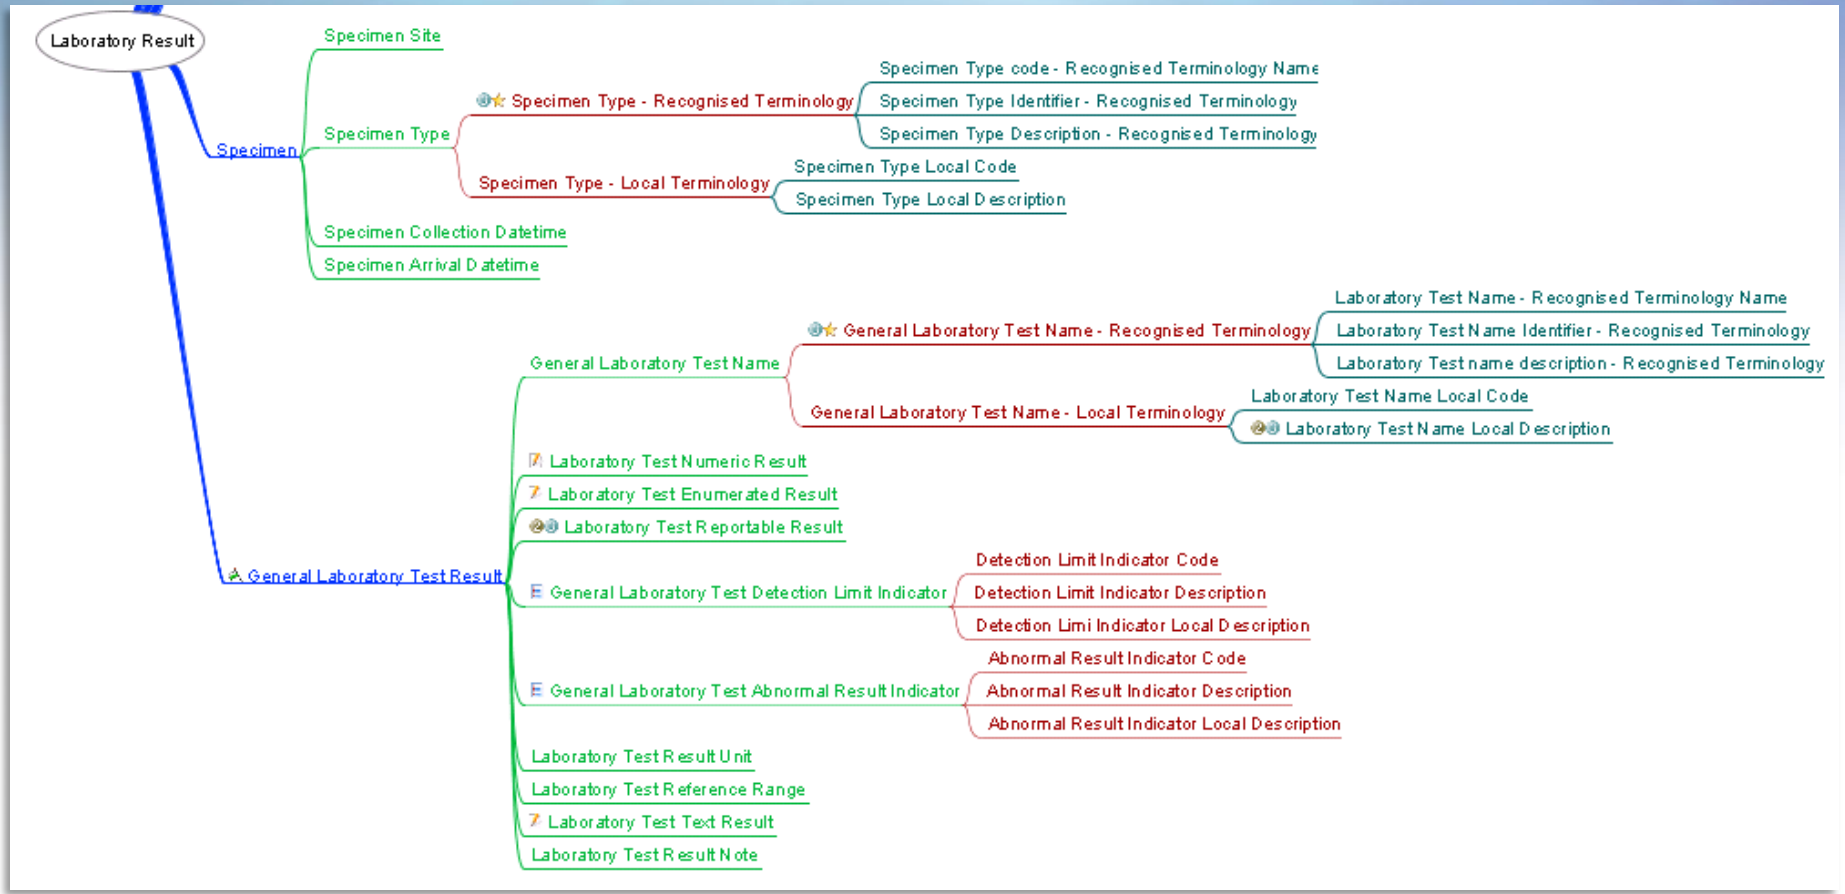 Laboratory Result
Specimen
Specimen Site
Specimen Type
Specimen Type - Recognised Terminology
Specimen Type code - Recognised Terminology Name
Specimen Type Identifier - Recognised Terminology
Specimen Type Description - Recognised Terminology
Specimen Type - Local Terminology
Specimen Type Local Code
Specimen Type Local Description
Specimen Collection Datetime
Specimen Arrival Datetime
General Laboratory Test Result
General Laboratory Test Name
General Laboratory Test Name - Recognised Terminology
Laboratory Test Name - Recognised Terminology Name
Laboratory Test Name Identifier - Recognised Terminology
Laboratory Test name description - Recognised Terminology
General Laboratory Test Name - Local Terminology
Laboratory Test Name Local Code
Laboratory Test Name Local Description
Laboratory Test Numeric Result
Laboratory Test Enumerated Result
Laboratory Test Reportable Result
General Laboratory Test Detection Limit Indicator
Detection Limit Indicator Code
Detection Limit Indicator Description
Detection Limi Indicator Local Description
General Laboratory Test Abnormal Result Indicator
Abnormal Result Indicator Code
Abnormal Result Indicator Description
Abnormal Result Indicator Local Description
Laboratory Test Result Unit
Laboratory Test Reference Range
Laboratory Test Text Result
Laboratory Test Result Note